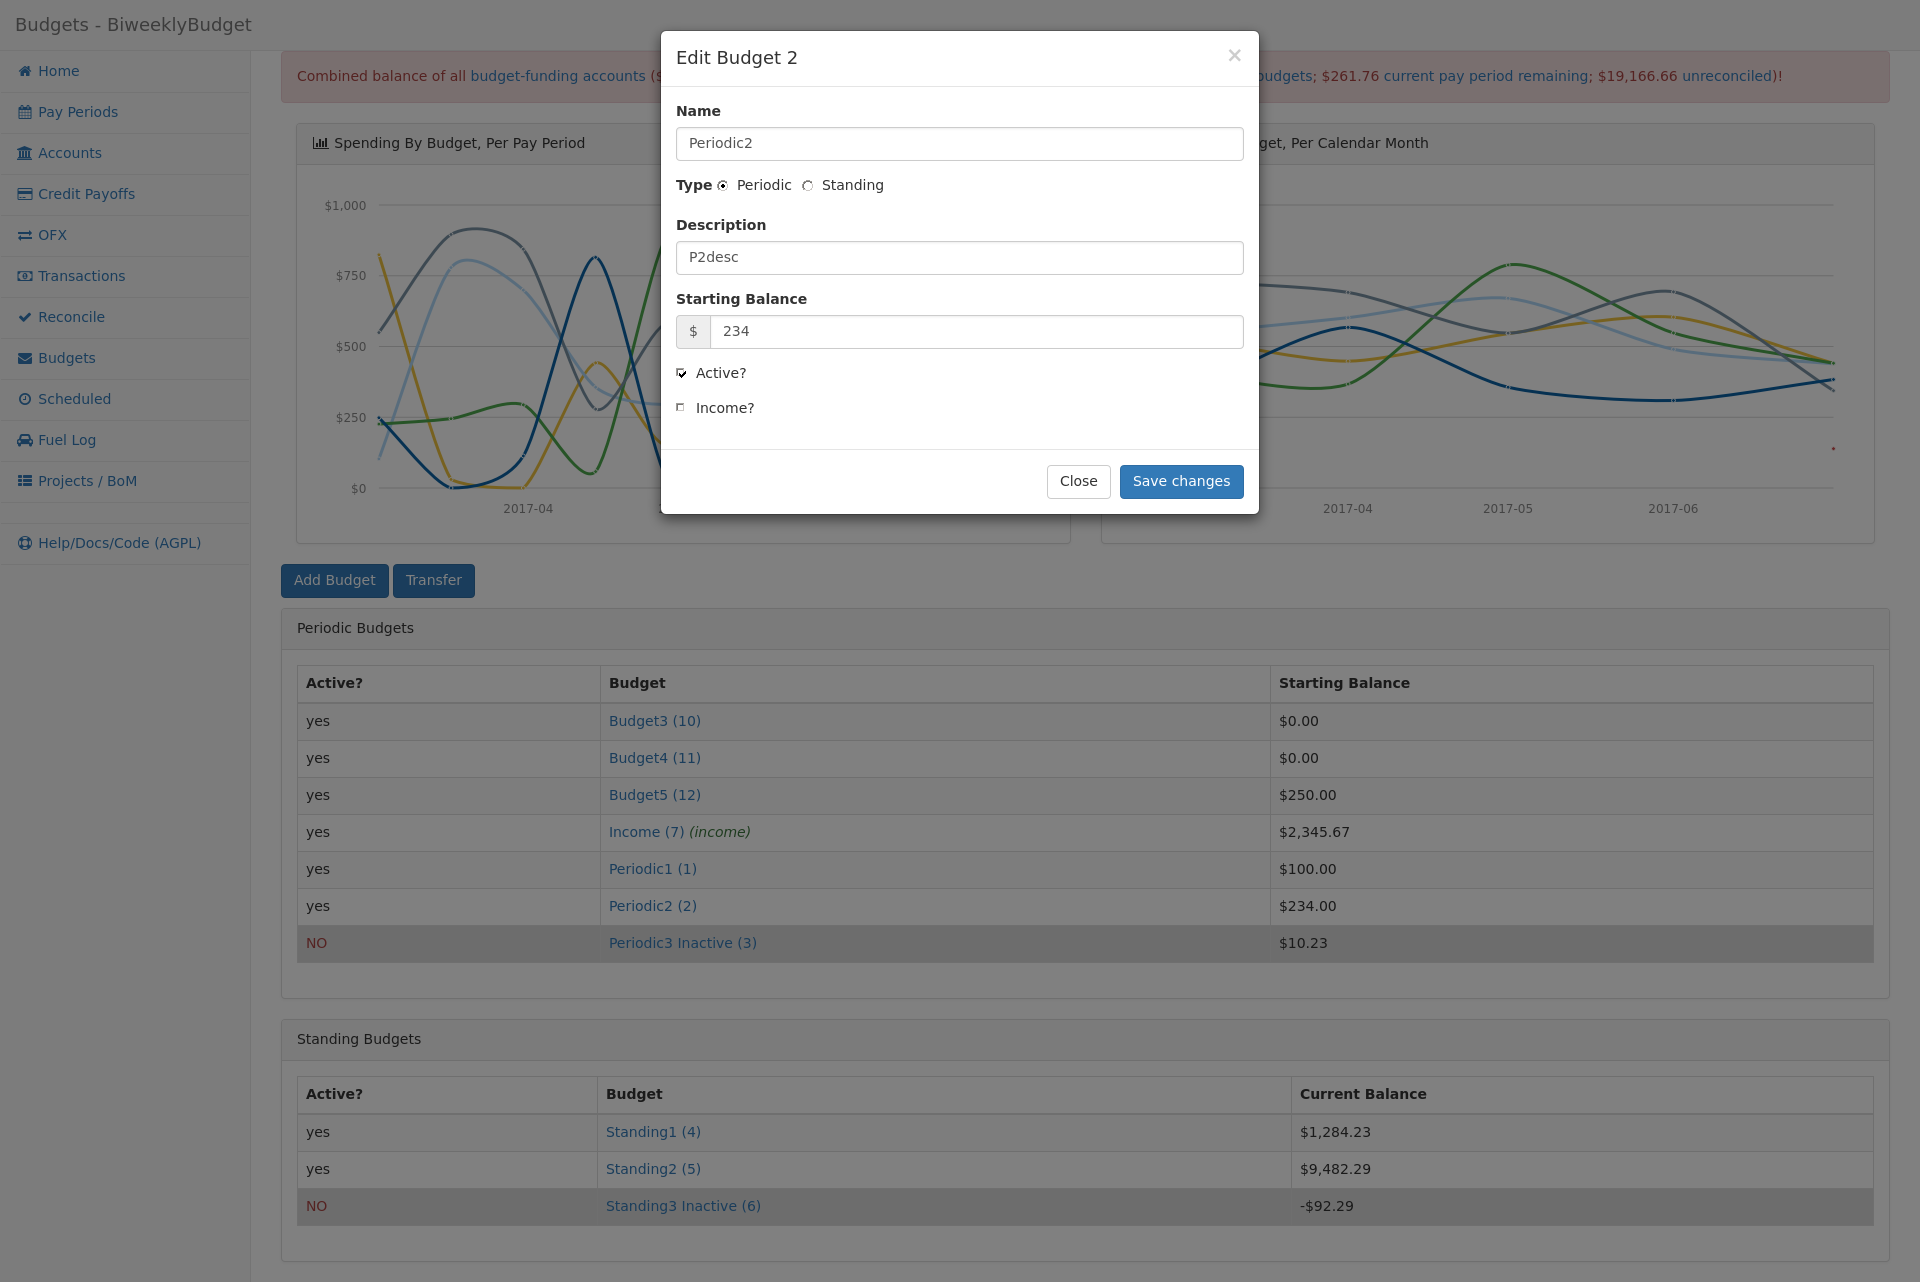 Budgets - BiweeklyBudget
Home
Pay Periods
Accounts
Credit Payoffs
OFX
Transactions
Reconcile
Budgets
Scheduled
Fuel Log
Projects / BoM
Help/Docs/Code (AGPL)
Combined balance of all budget-funding accounts ( budgets; $261.76 current pay period remaining; $19,166.66 unreconciled)!
Spending By Budget, Per Pay Period
Per Calendar Month
$1,000
$750
$500
$250
$0
2017-04
2017-04 2017-05 2017-06
Edit Budget 2 ×
Name
Periodic2
Type Periodic Standing
Description
P2desc
Starting Balance
$ 234
Active?
Income?
Close Save changes
Add Budget Transfer
Periodic Budgets
Active? Budget Starting Balance
yes Budget3 (10) $0.00
yes Budget4 (11) $0.00
yes Budget5 (12) $250.00
yes Income (7) (income) $2,345.67
yes Periodic1 (1) $100.00
yes Periodic2 (2) $234.00
NO Periodic3 Inactive (3) $10.23
Standing Budgets
Active? Budget Current Balance
yes Standing1 (4) $1,284.23
yes Standing2 (5) $9,482.29
NO Standing3 Inactive (6) -$92.29